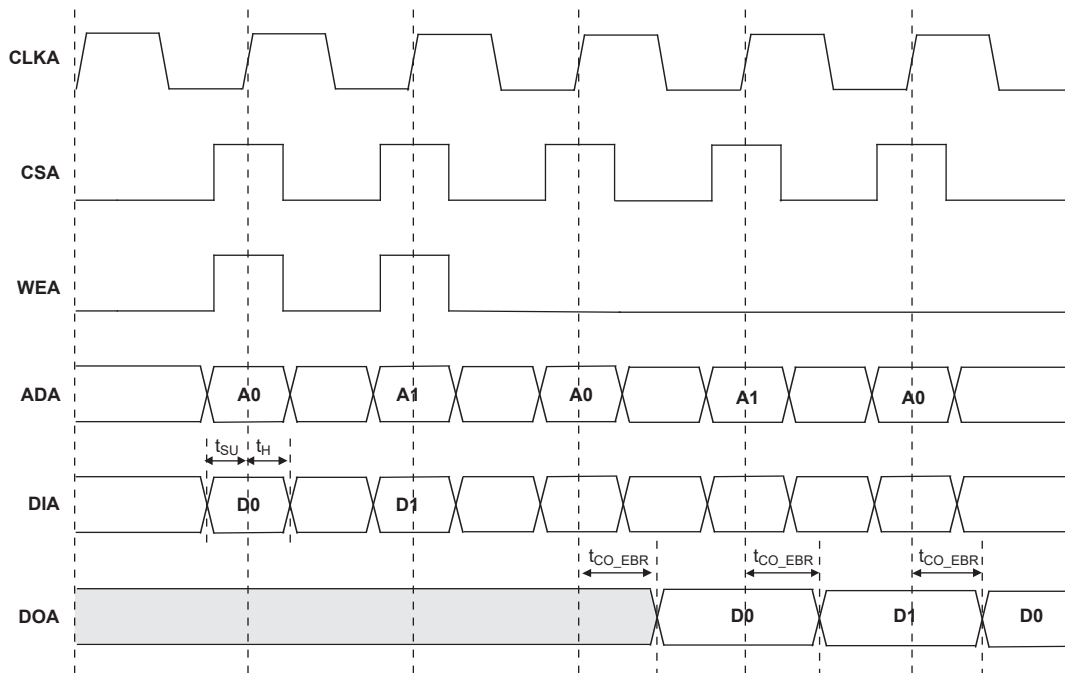 CLKA
CSA
WEA
ADA A0 A1 A0 A1 A0
tSU tH
DIA D0 D1
tCO_EBR tCO_EBR tCO_EBR
DOA D0 D1 D0